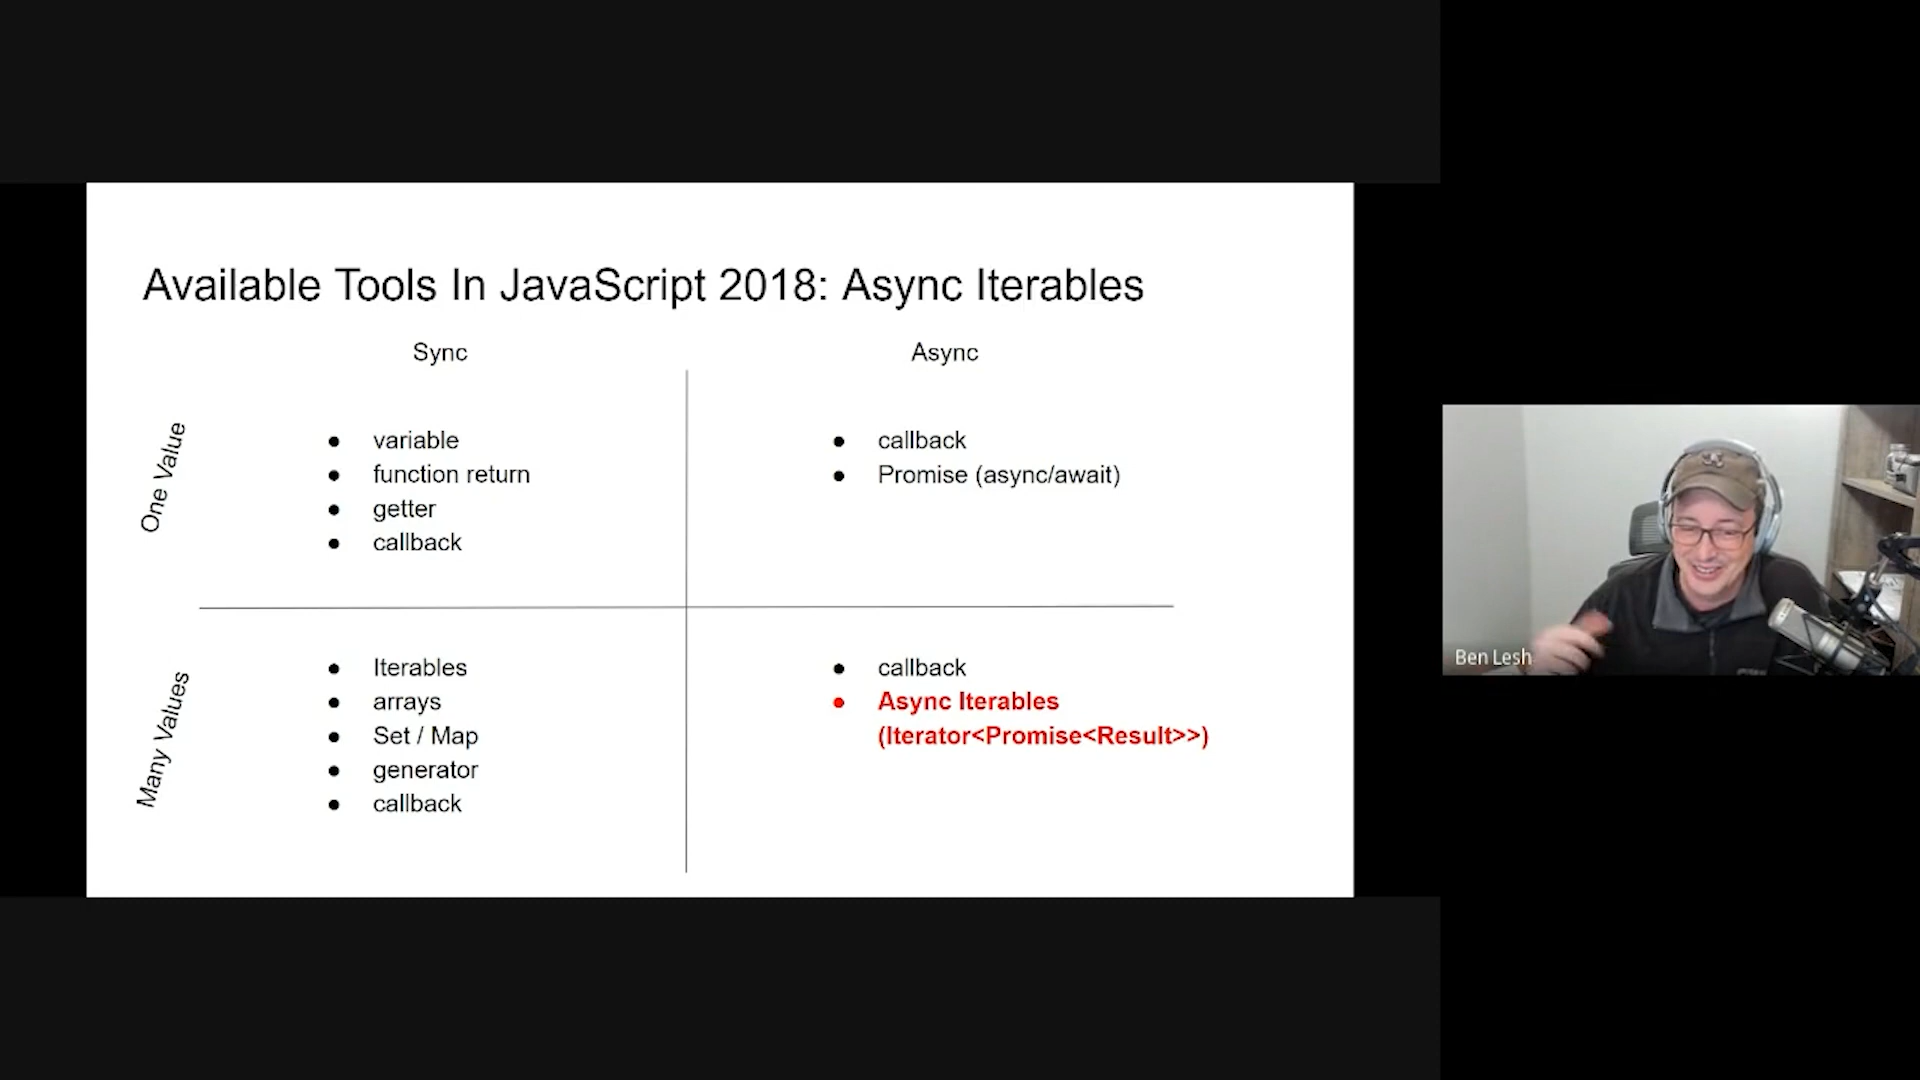 Available Tools In JavaScript 2018: Async Iterables
Sync
Async
One Value
● variable
● function return
● getter
● callback
● callback
● Promise (async/await)
Many Values
● Iterables
● arrays
● Set / Map
● generator
● callback
● callback
● Async Iterables
(Iterator<Promise<Result>>)
Ben Lesh